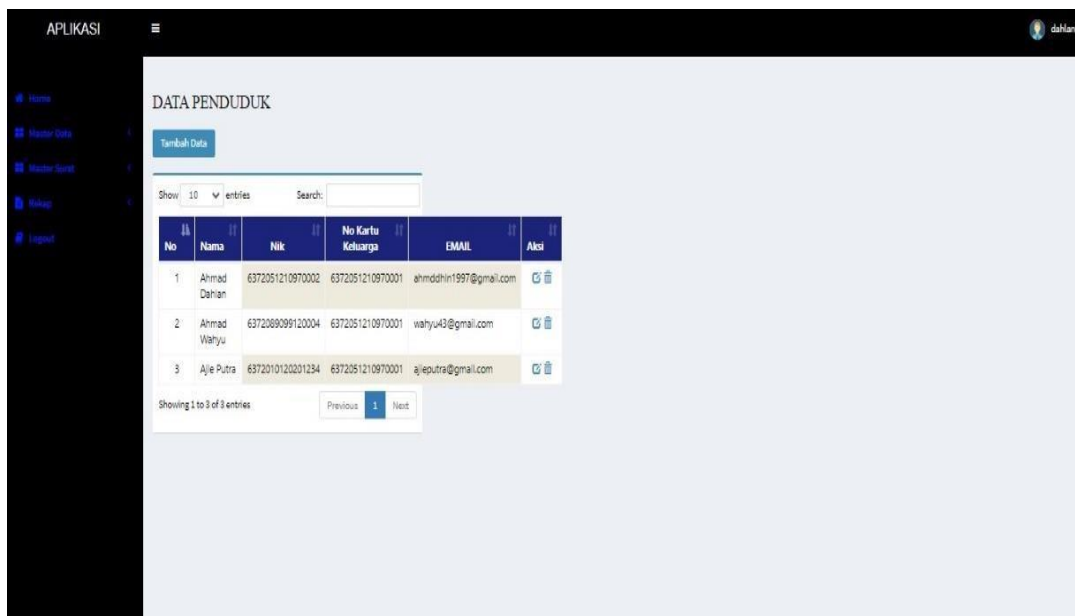 APLIKASI
dahlan
Home
Master Data
Master Surat
Rekap
Logout
DATA PENDUDUK
Tambah Data
Show 10 entries Search:
No Nama Nik No Kartu Keluarga EMAIL Aksi
1 Ahmad Dahlan 6372051210970002 6372051210970001 ahmddhln1997@gmail.com
2 Ahmad Wahyu 6372089099120004 6372051210970001 wahyu43@gmail.com
3 Ajie Putra 6372010120201234 6372051210970001 ajieputra@gmail.com
Showing 1 to 3 of 3 entries Previous 1 Next